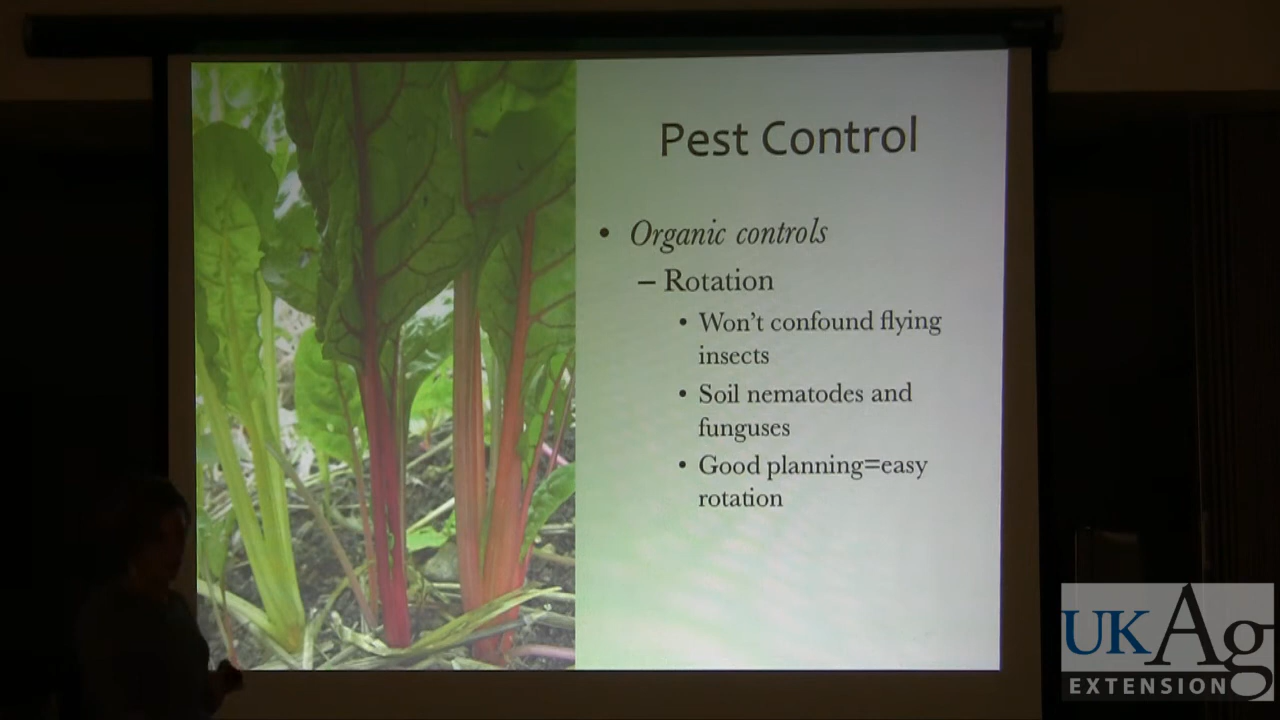 Pest Control
• Organic controls
– Rotation
• Won't confound flying
insects
• Soil nematodes and
funguses
• Good planning=easy
rotation
UKAg
EXTENSION